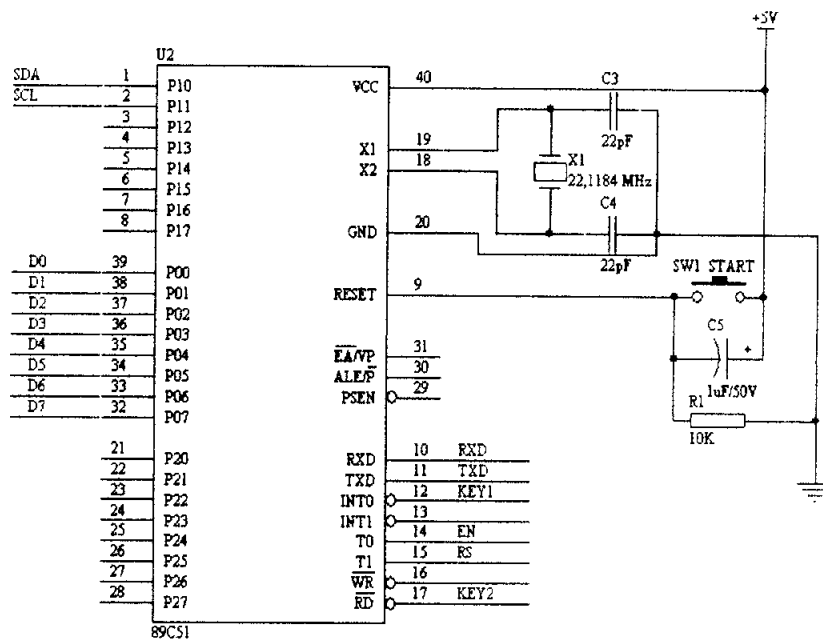 +5V
U2
SDA 1 P10
SCL 2 P11
3 P12
4 P13
5 P14
6 P15
7 P16
8 P17
D0 39 P00
D1 38 P01
D2 37 P02
D3 36 P03
D4 35 P04
D5 34 P05
D6 33 P06
D7 32 P07
21 P20
22 P21
23 P22
24 P23
25 P24
26 P25
27 P26
28 P27
VCC 40
X1 19
X2 18
GND 20
RESET 9
EA/VP 31
ALE/P 30
PSEN 29
RXD 10 RXD
TXD 11 TXD
INT0 12 KEY1
INT1 13
T0 14 EN
T1 15 RS
WR 16
RD 17 KEY2
89C51
C3
22pF
X1
22,1184 MHz
C4
22pF
SW1 START
C5
+
1uF/50V
R1
10K